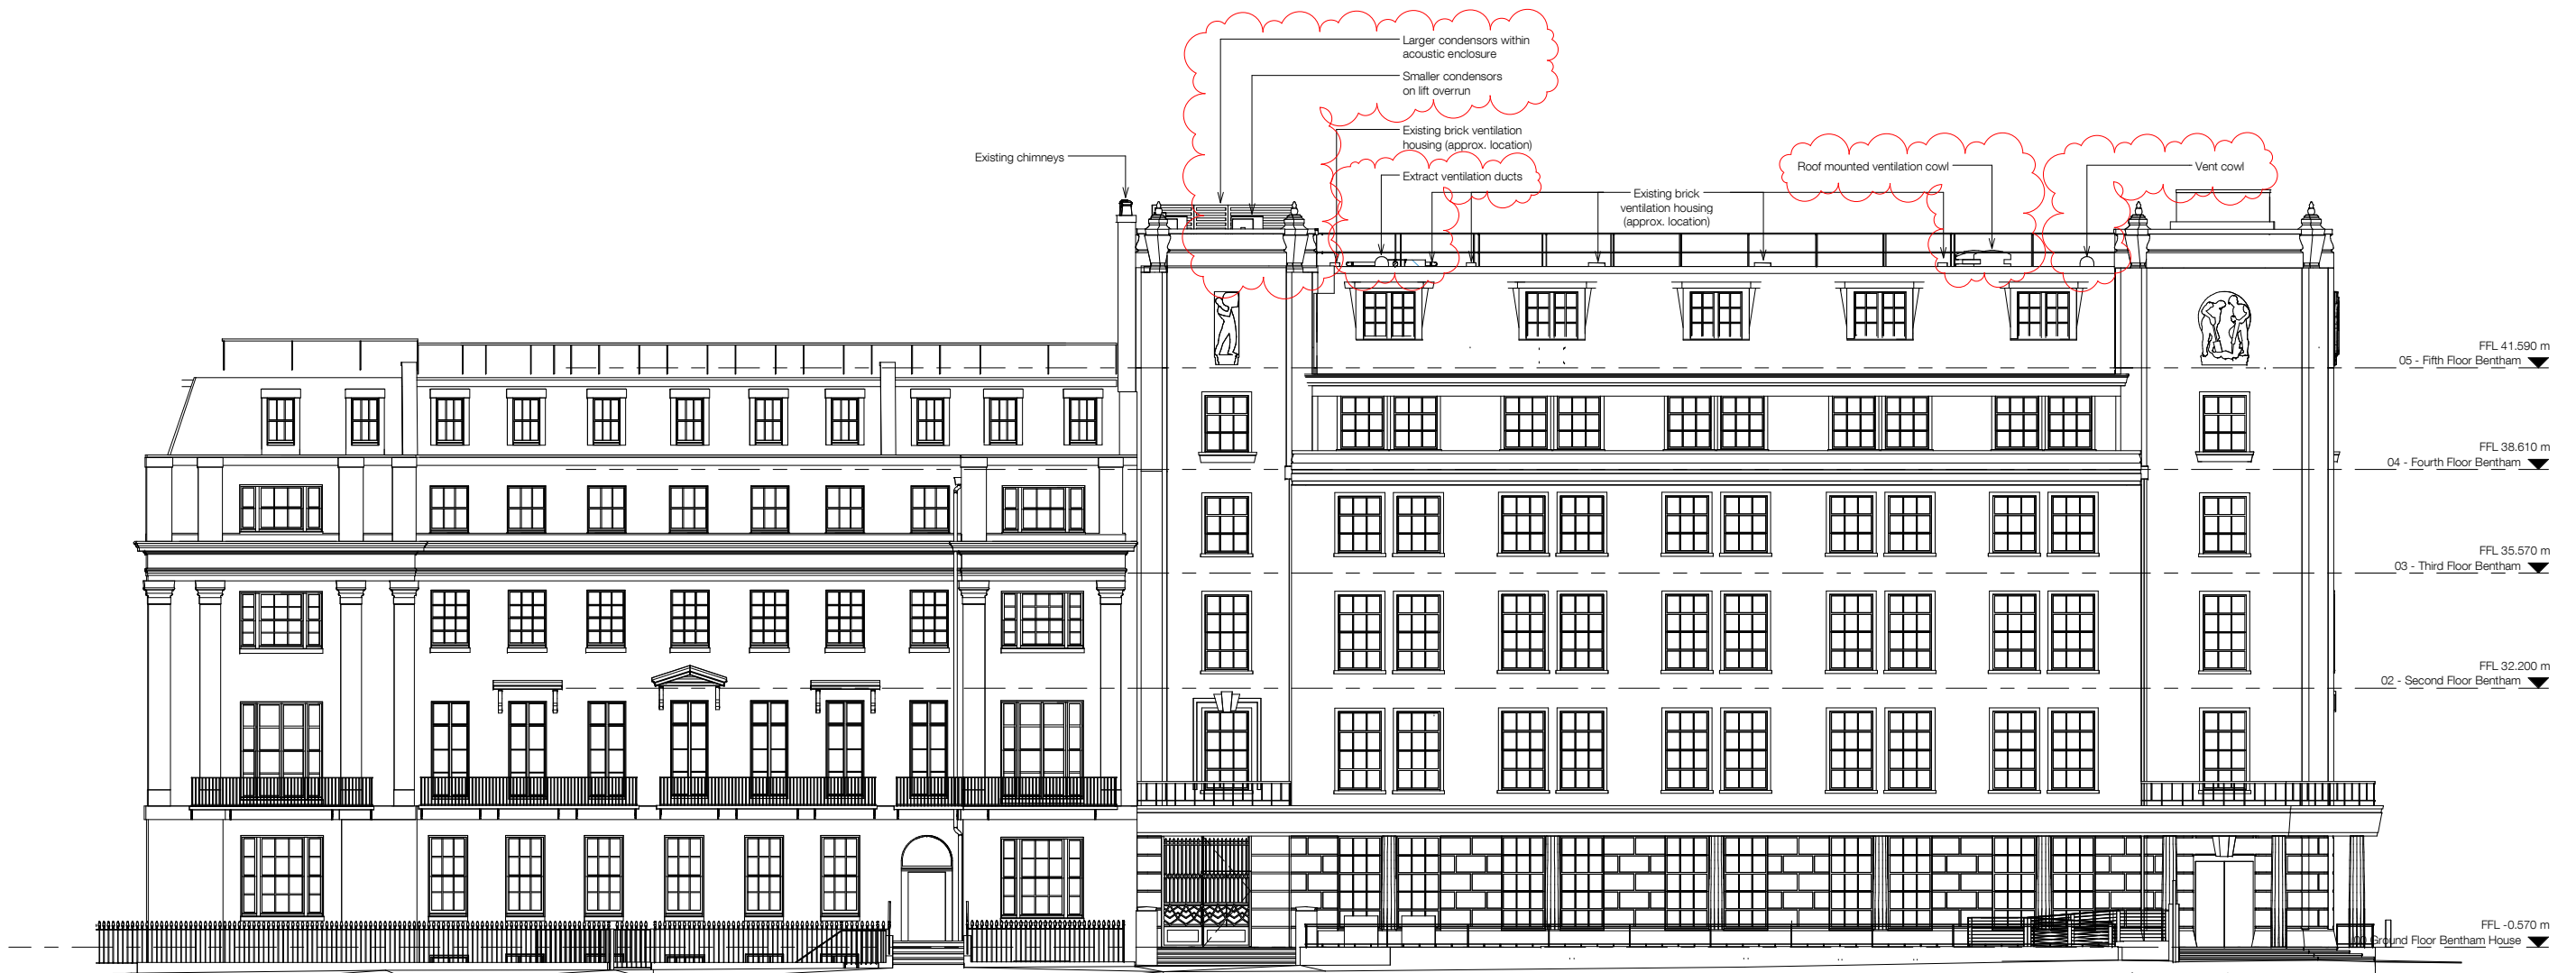 Larger condensors within
acoustic enclosure
Smaller condensors
on lift overrun
Existing brick ventilation
housing (approx. location)
Existing chimneys
Extract ventilation ducts
Existing brick
ventilation housing
(approx. location)
Roof mounted ventilation cowl
Vent cowl
FFL 41.590 m
05 - Fifth Floor Bentham
FFL 38.610 m
04 - Fourth Floor Bentham
FFL 35.570 m
03 - Third Floor Bentham
FFL 32.200 m
02 - Second Floor Bentham
FFL -0.570 m
Ground Floor Bentham House